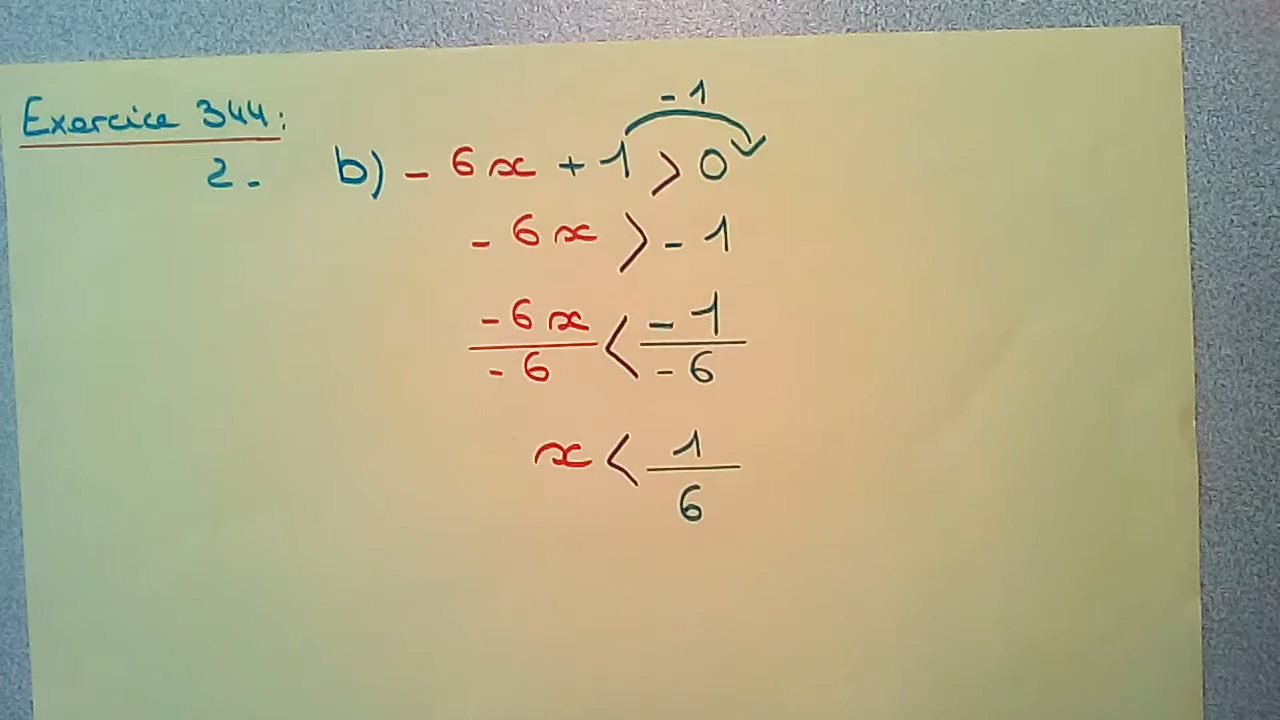 Exercice 344:
- 1
2. b) - 6x + 1 > 0
- 6x > - 1
-6x/-6 < -1/-6
x < 1/6